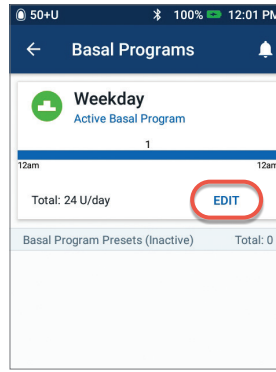 50+U 100% 12:01 PM
Basal Programs
Weekday
Active Basal Program
1
12am 12am
Total: 24 U/day EDIT
Basal Program Presets (Inactive) Total: 0